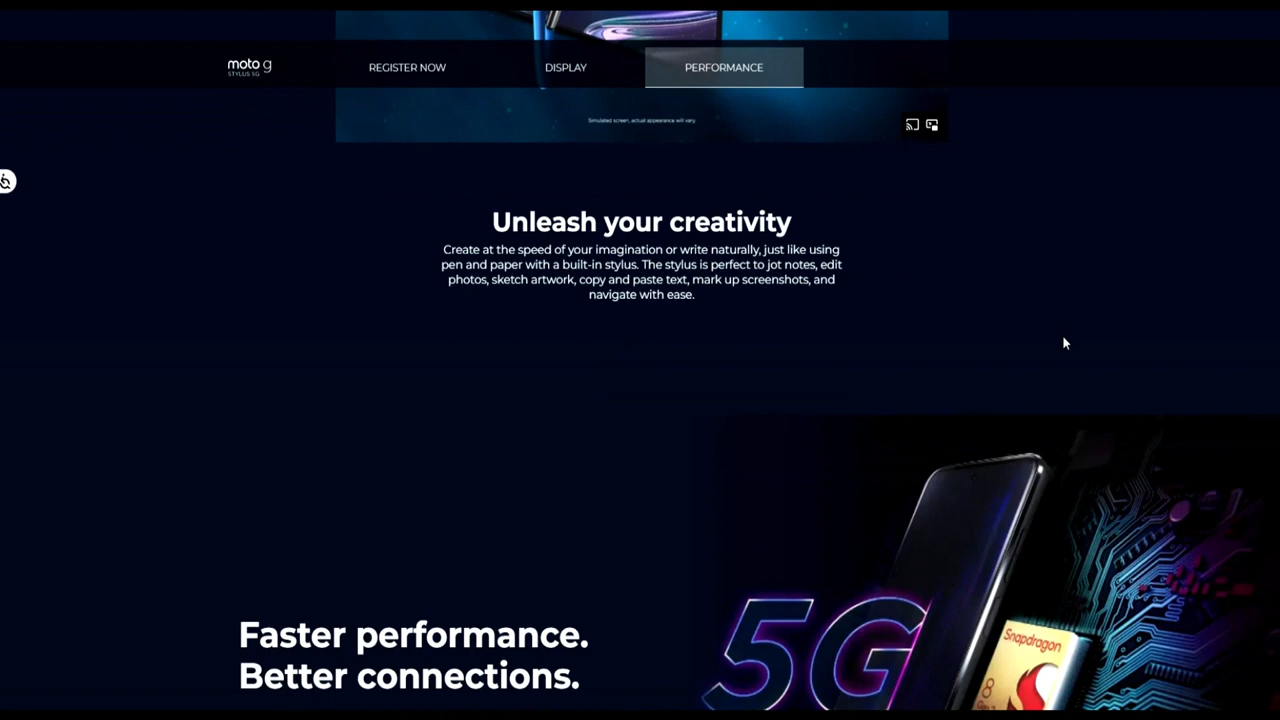 moto g
STYLUS 5G
REGISTER NOW
DISPLAY
PERFORMANCE
Simulated screen, actual appearance will vary.
Unleash your creativity
Create at the speed of your imagination or write naturally, just like using
pen and paper with a built-in stylus. The stylus is perfect to jot notes, edit
photos, sketch artwork, copy and paste text, mark up screenshots, and
navigate with ease.
Faster performance.
Better connections.
5G
Snapdragon
8